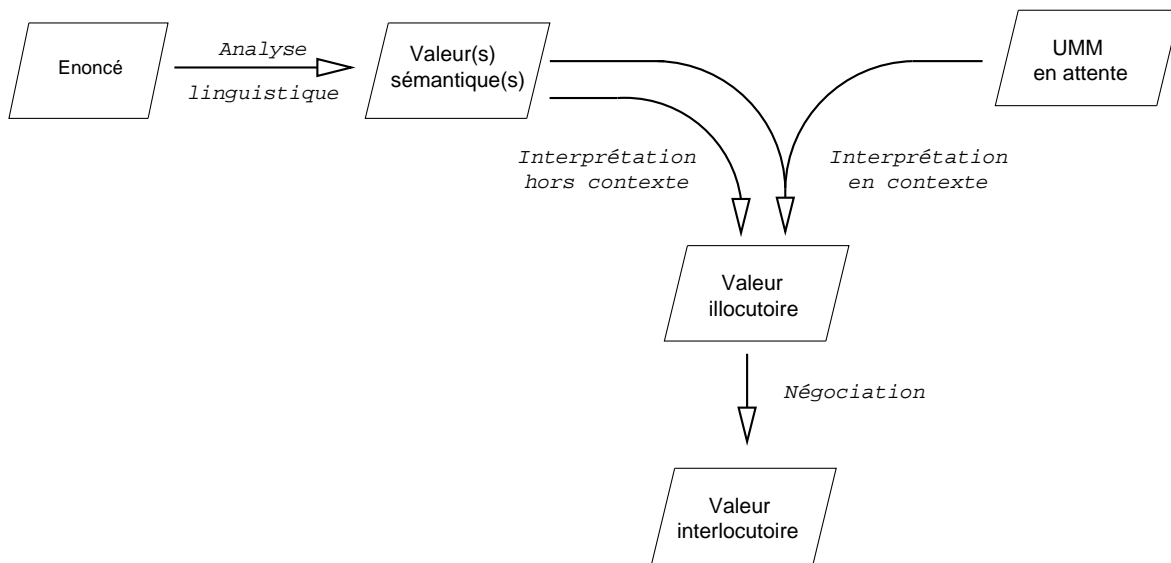 Enoncé
Analyse
linguistique
Valeur(s)
sémantique(s)
UMM
en attente
Interprétation
hors contexte
Interprétation
en contexte
Valeur
illocutoire
Négociation
Valeur
interlocutoire